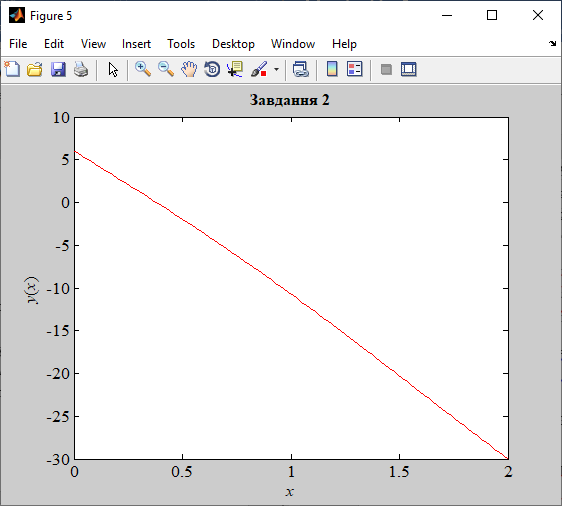 Figure 5
File Edit View Insert Tools Desktop Window Help
Завдання 2
10
5
0
-5
-10
-15
-20
-25
-30
y(x)
0 0.5 1 1.5 2
x